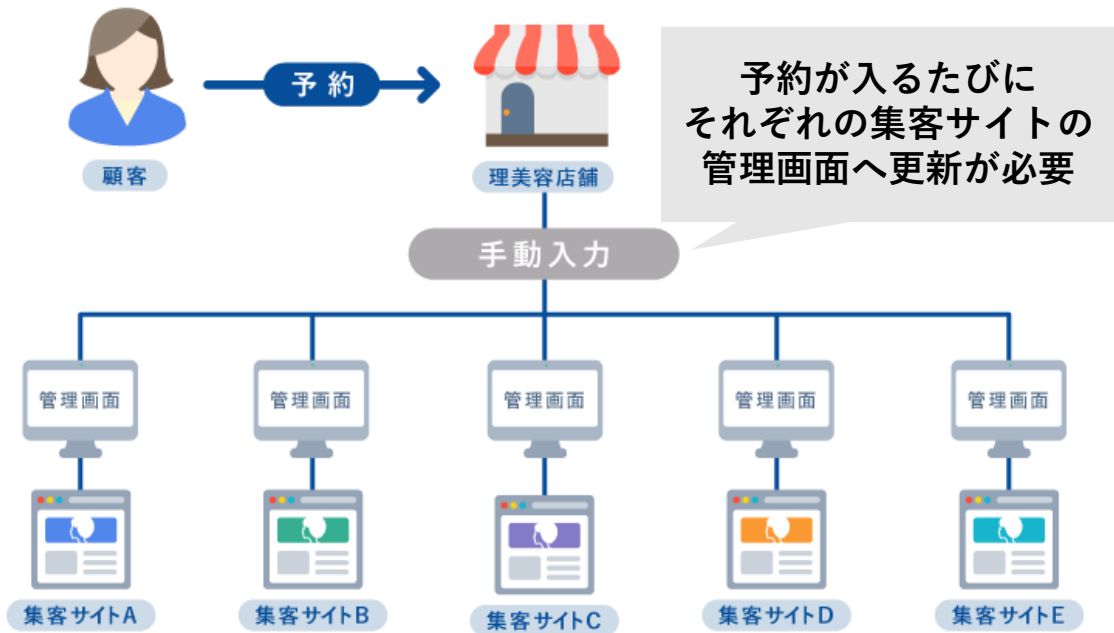 予約
予約が入るたびに
それぞれの集客サイトの
管理画面へ更新が必要
顧客
理美容店舗
手動入力
管理画面
管理画面
管理画面
管理画面
管理画面
集客サイトA
集客サイトB
集客サイトC
集客サイトD
集客サイトE